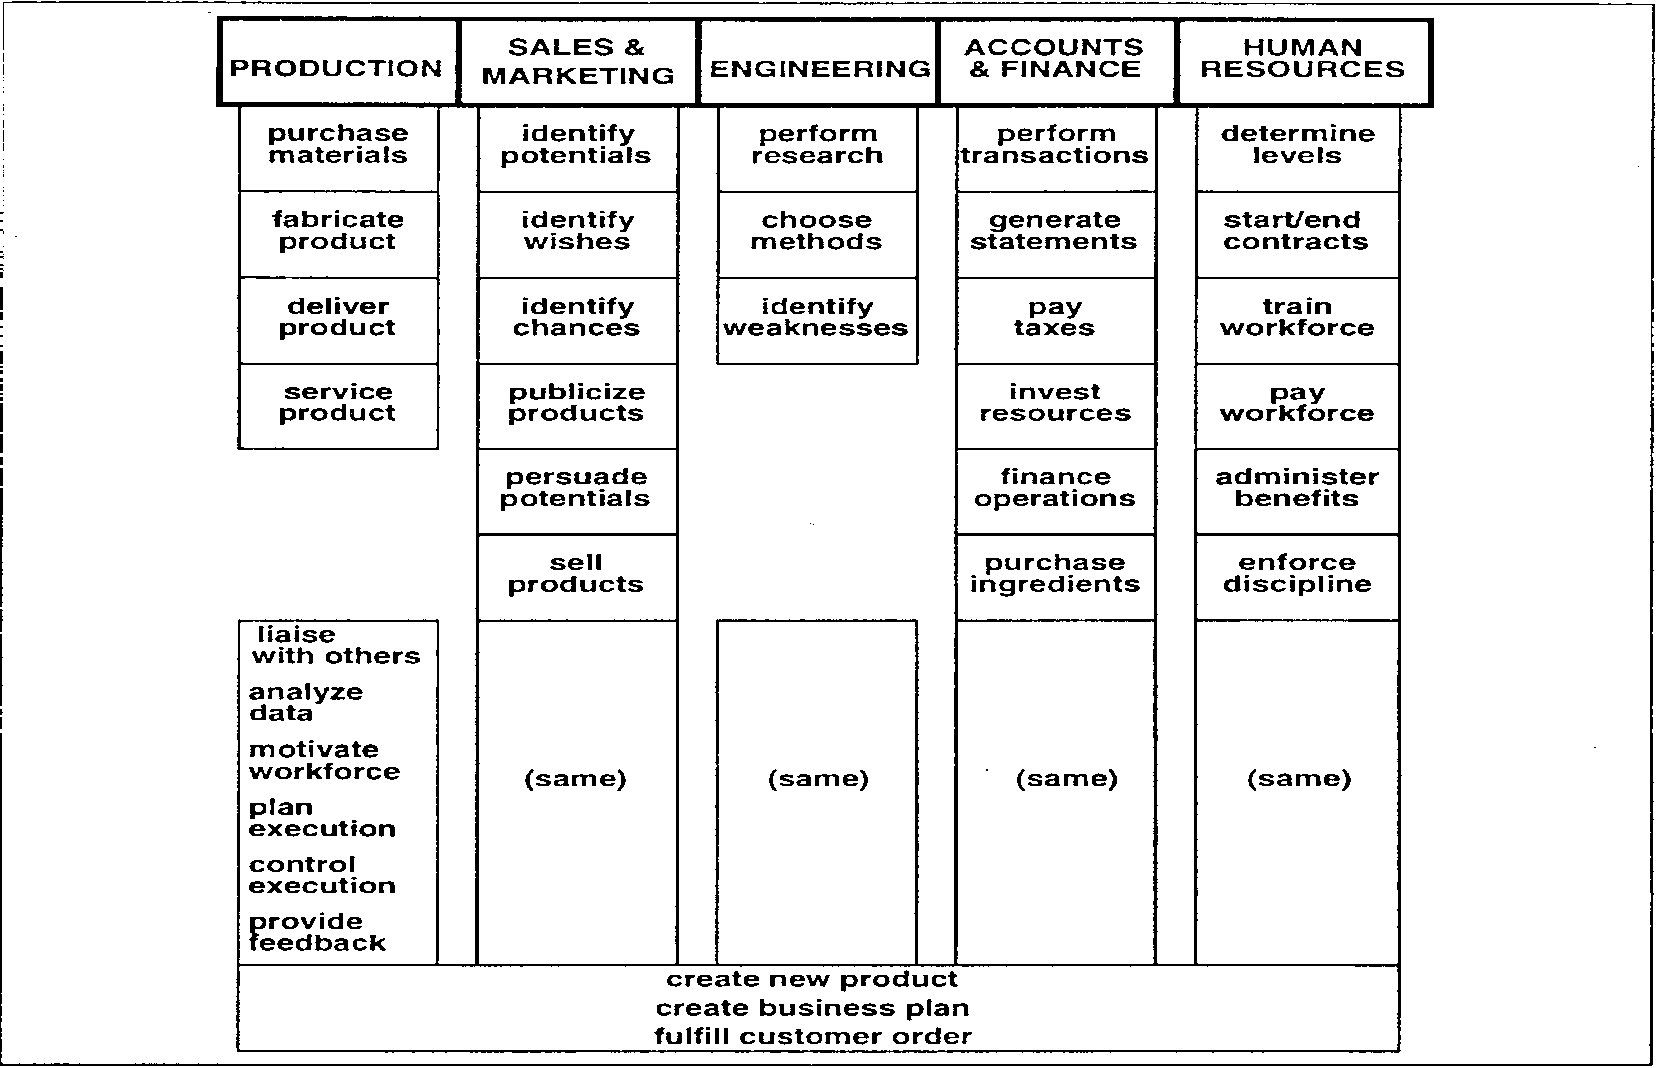 PRODUCTION
SALES &
MARKETING
ENGINEERING
ACCOUNTS
& FINANCE
HUMAN
RESOURCES
purchase
materials
fabricate
product
deliver
product
service
product
identify
potentials
identify
wishes
identify
chances
publicize
products
persuade
potentials
sell
products
perform
research
choose
methods
identify
weaknesses
perform
transactions
generate
statements
pay
taxes
invest
resources
finance
operations
purchase
ingredients
determine
levels
start/end
contracts
train
workforce
pay
workforce
administer
benefits
enforce
discipline
liaise
with others
analyze
data
motivate
workforce
plan
execution
control
execution
provide
feedback
(same)
(same)
(same)
(same)
create new product
create business plan
fulfill customer order